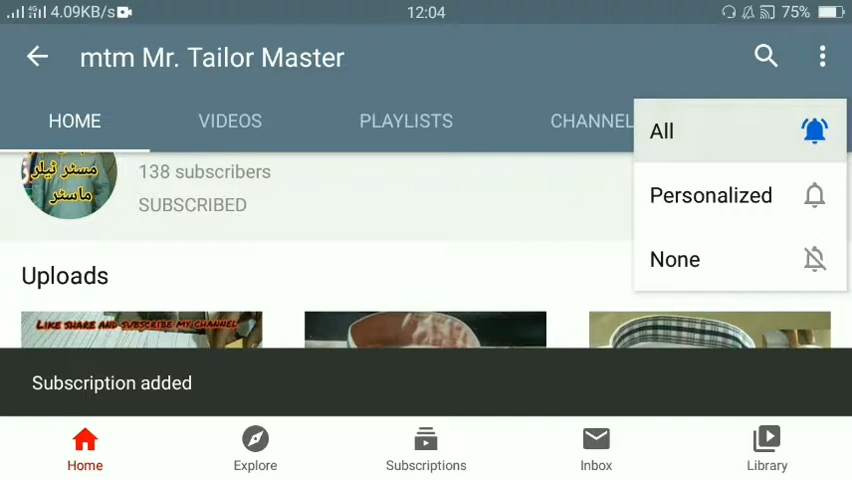 4G 4.09KB/s 12:04 75%
mtm Mr. Tailor Master
HOME VIDEOS PLAYLISTS CHANNEL
All
Personalized
None
مسٹر ٹیلر
ماسٹر
138 subscribers
SUBSCRIBED
Uploads
LIKE SHARE AND SUBSCRIBE MY CHANNEL
Subscription added
Home Explore Subscriptions Inbox Library